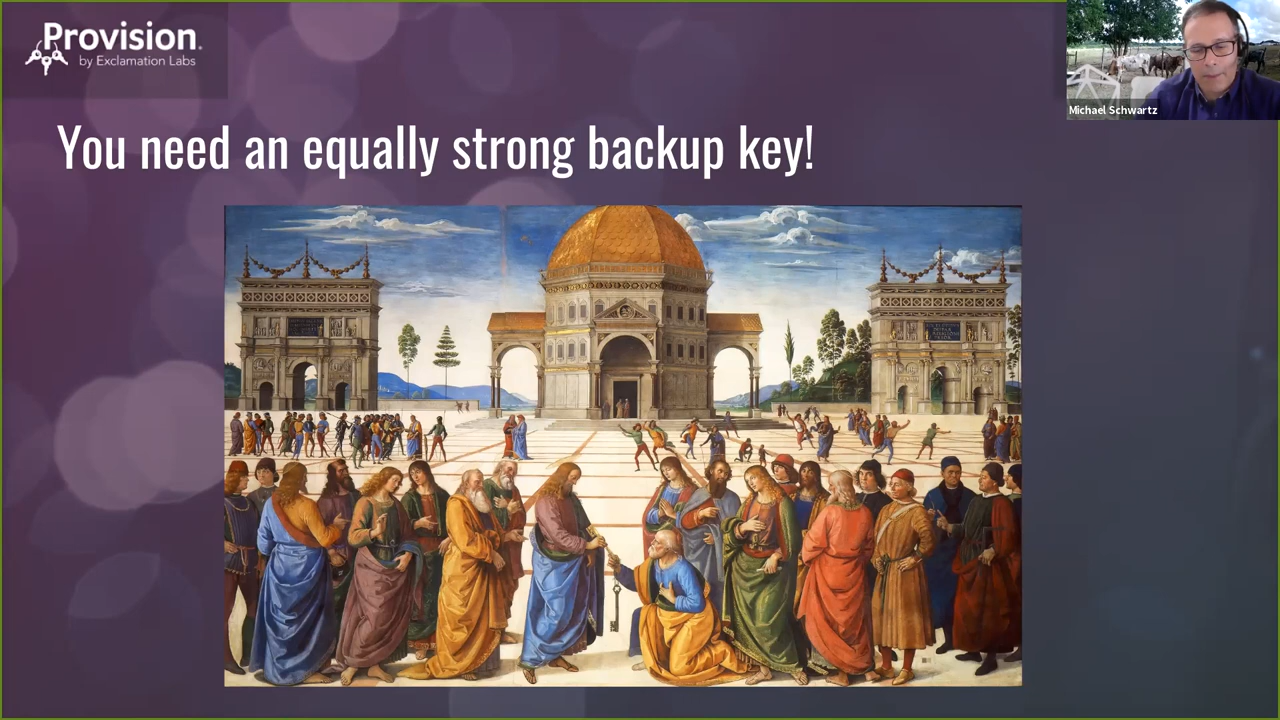 Provision.
by Exclamation Labs
Michael Schwartz
You need an equally strong backup key!